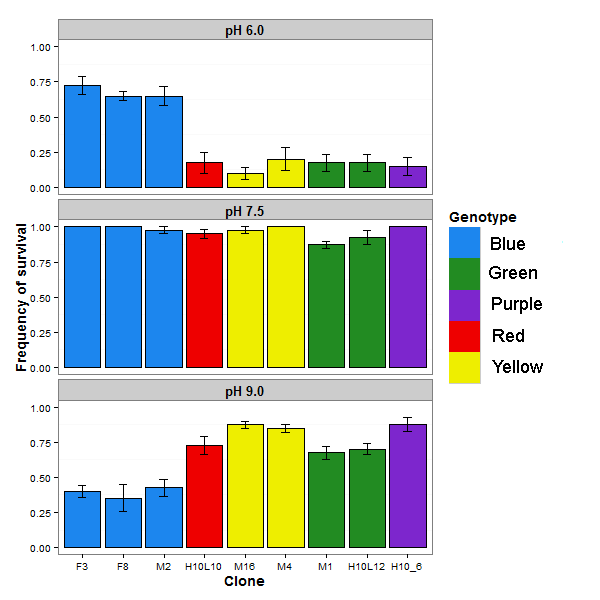 pH 6.0
1.00
0.75
0.50
0.25
0.00
pH 7.5
1.00
0.75
0.50
0.25
0.00
pH 9.0
1.00
0.75
0.50
0.25
0.00
Frequency of survival
F3 F8 M2 H10L10 M16 M4 M1 H10L12 H10_6
Clone
Genotype
Blue
Green
Purple
Red
Yellow